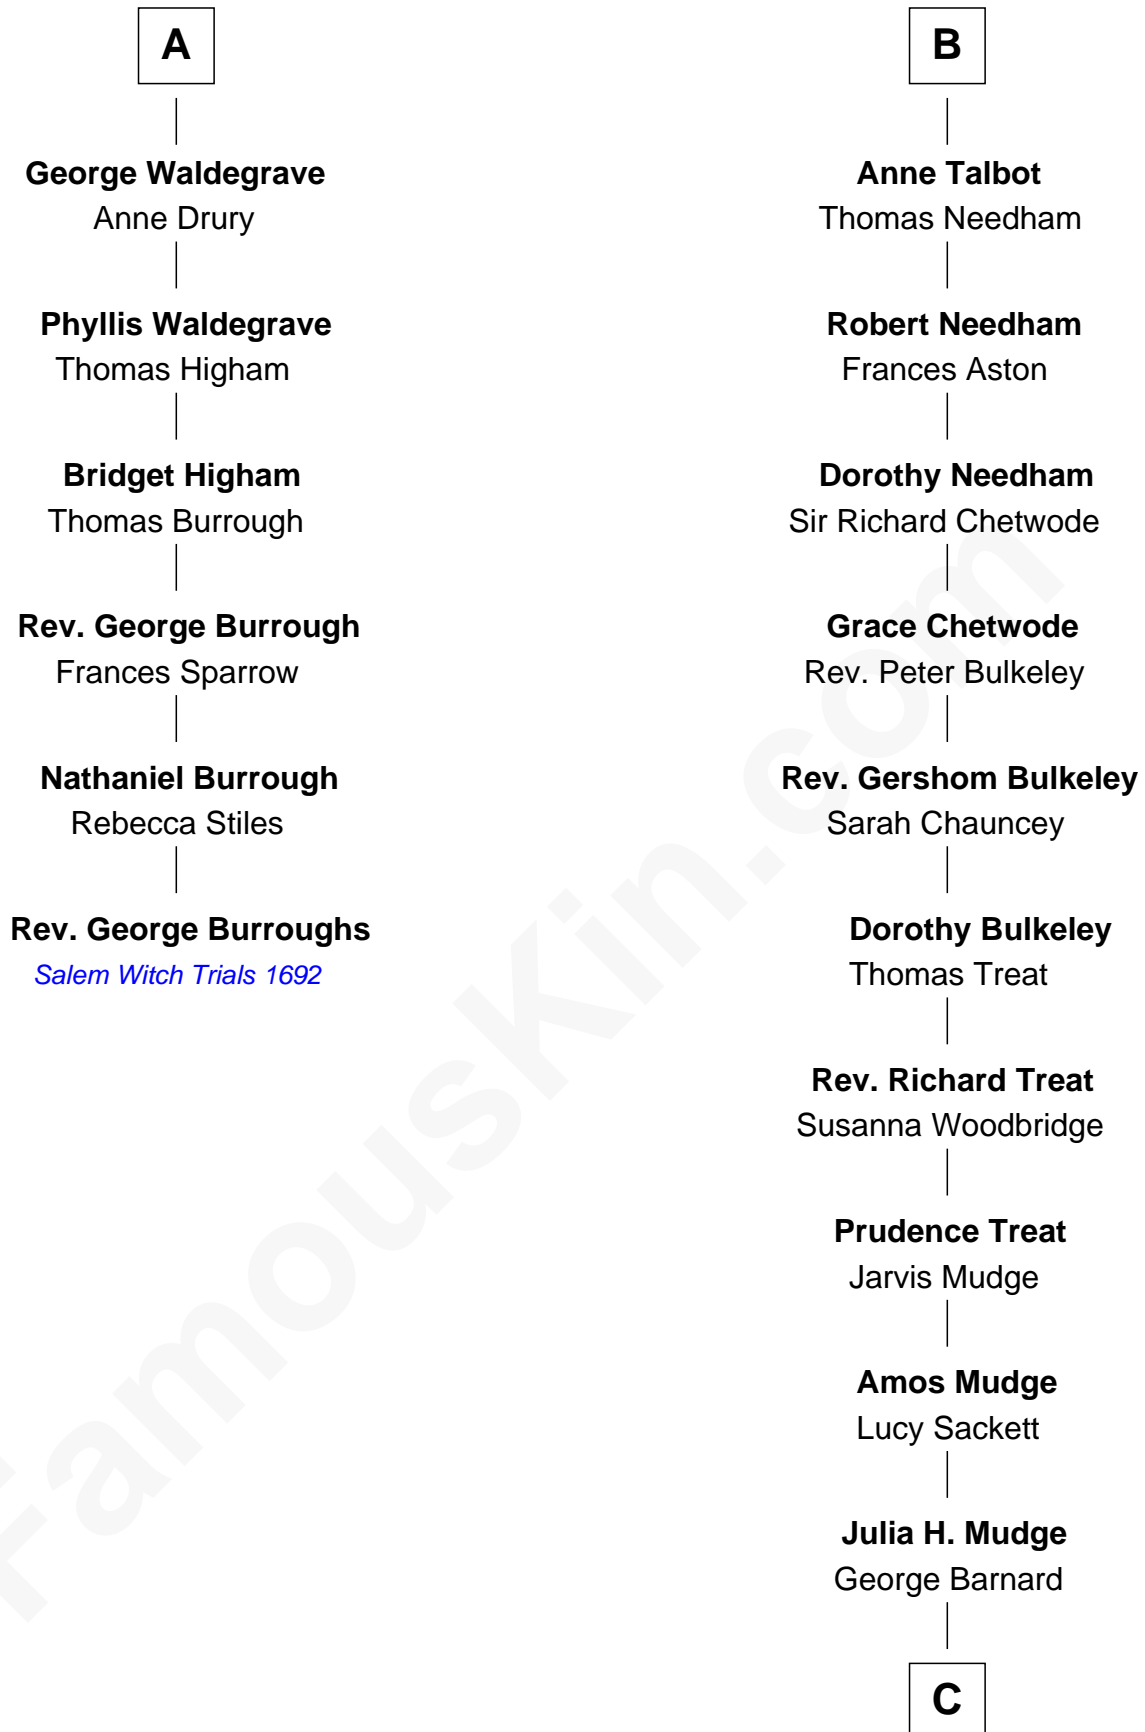 A
George Waldegrave
Anne Drury
Phyllis Waldegrave
Thomas Higham
Bridget Higham
Thomas Burrough
Rev. George Burrough
Frances Sparrow
Nathaniel Burrough
Rebecca Stiles
Rev. George Burroughs
Salem Witch Trials 1692
B
Anne Talbot
Thomas Needham
Robert Needham
Frances Aston
Dorothy Needham
Sir Richard Chetwode
Grace Chetwode
Rev. Peter Bulkeley
Rev. Gershom Bulkeley
Sarah Chauncey
Dorothy Bulkeley
Thomas Treat
Rev. Richard Treat
Susanna Woodbridge
Prudence Treat
Jarvis Mudge
Amos Mudge
Lucy Sackett
Julia H. Mudge
George Barnard
C
FamousKin.com